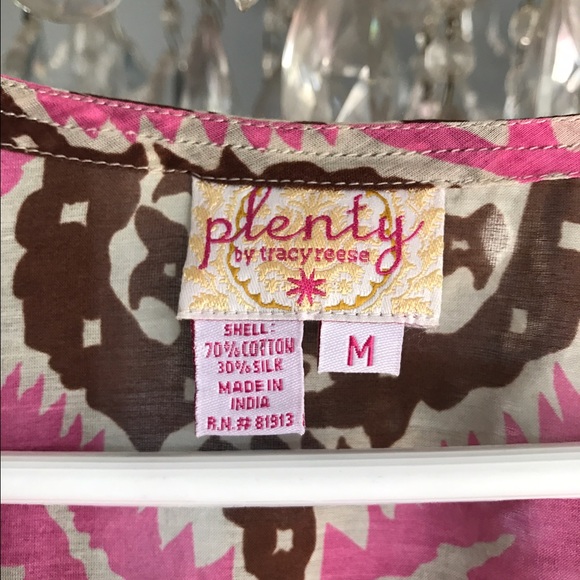 plenty
by tracy reese
SHELL:
70%COTTON
30%SILK
MADE IN
INDIA
R.N.# 81913
M